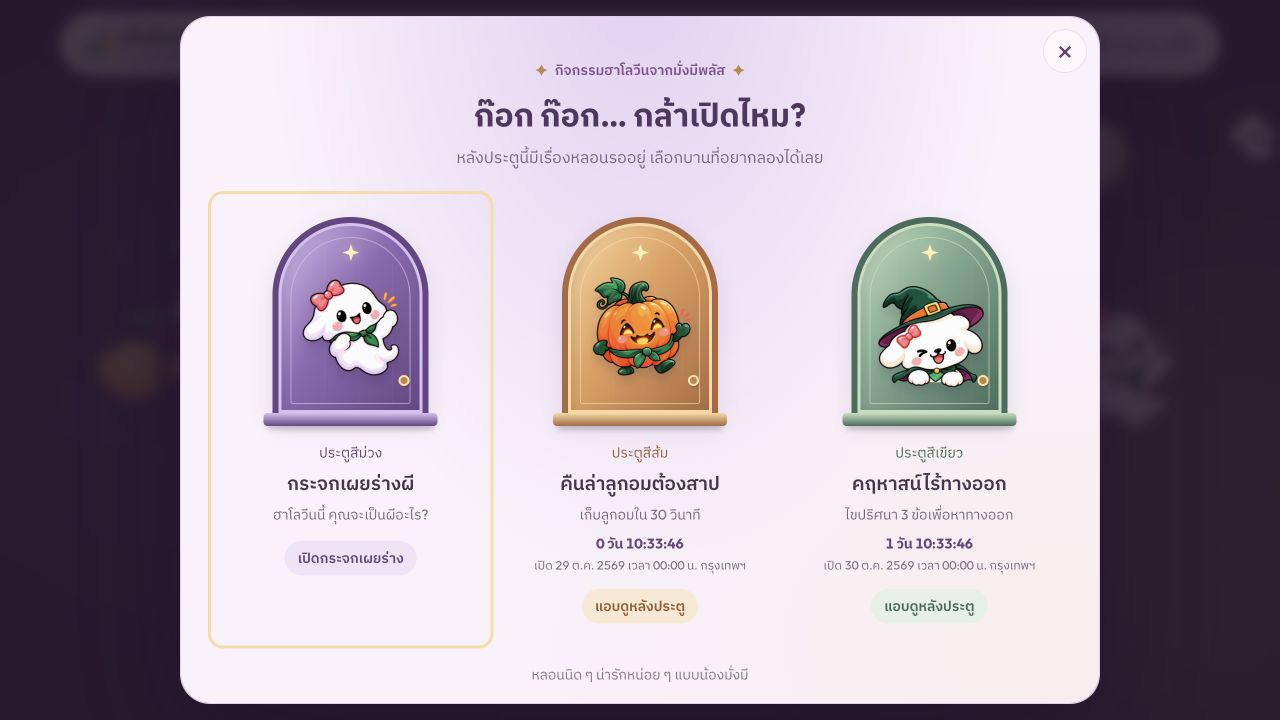 กิจกรรมฮาโลวีนจากมั่งมีพลัส
ก๊อก ก๊อก... กล้าเปิดไหม?
หลังประตูนี้มีเรื่องหลอนรออยู่ เลือกบานที่อยากลองได้เลย
ประตูสีม่วง
กระจกเผยร่างผี
ฮาโลวีนนี้ คุณจะเป็นผีอะไร?
เปิดกระจกเผยร่าง
ประตูสีส้ม
คืนล่าลูกอมต้องสาป
เก็บลูกอมใน 30 วินาที
0 วัน 10:33:46
เปิด 29 ต.ค. 2569 เวลา 00:00 น. กรุงเทพฯ
แอบดูหลังประตู
ประตูสีเขียว
คฤหาสน์ไร้ทางออก
ไขปริศนา 3 ข้อเพื่อหาทางออก
1 วัน 10:33:46
เปิด 30 ต.ค. 2569 เวลา 00:00 น. กรุงเทพฯ
แอบดูหลังประตู
หลอนนิด ๆ น่ารักหน่อย ๆ แบบน้องมั่งมี